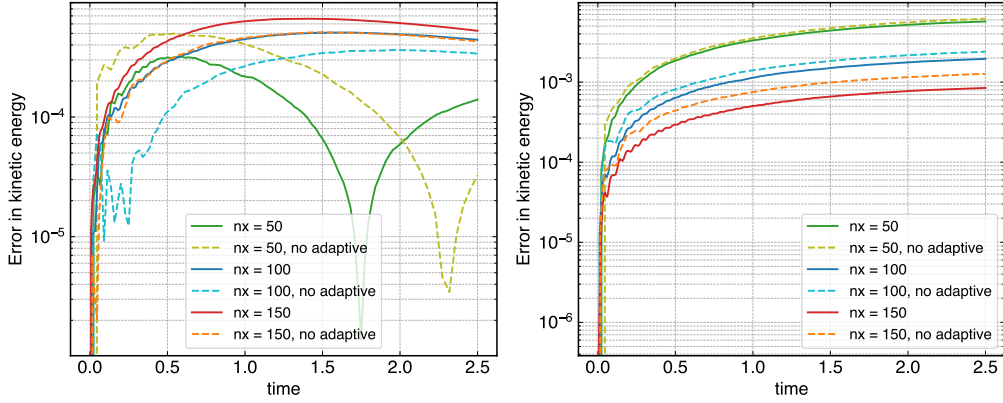 Error in kinetic energy
10⁻⁴
10⁻⁵
nx = 50
nx = 50, no adaptive
nx = 100
nx = 100, no adaptive
nx = 150
nx = 150, no adaptive
0.0 0.5 1.0 1.5 2.0 2.5
time
Error in kinetic energy
10⁻³
10⁻⁴
10⁻⁵
10⁻⁶
nx = 50
nx = 50, no adaptive
nx = 100
nx = 100, no adaptive
nx = 150
nx = 150, no adaptive
0.0 0.5 1.0 1.5 2.0 2.5
time